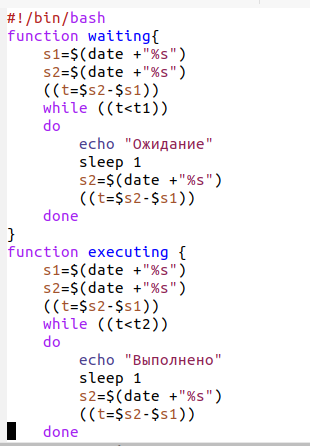 #!/bin/bash
function waiting{
    s1=$(date +"%s")
    s2=$(date +"%s")
    ((t=$s2-$s1))
    while ((t<t1))
    do
        echo "Ожидание"
        sleep 1
        s2=$(date +"%s")
        ((t=$s2-$s1))
    done
}
function executing {
    s1=$(date +"%s")
    s2=$(date +"%s")
    ((t=$s2-$s1))
    while ((t<t2))
    do
        echo "Выполнено"
        sleep 1
        s2=$(date +"%s")
        ((t=$s2-$s1))
    done